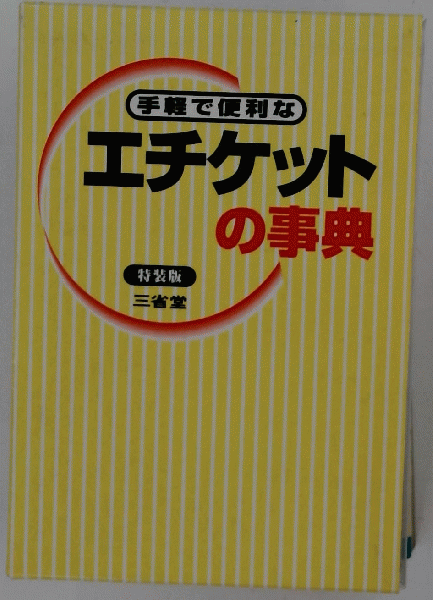 手軽で便利な
エチケット
の事典
特装版
三省堂